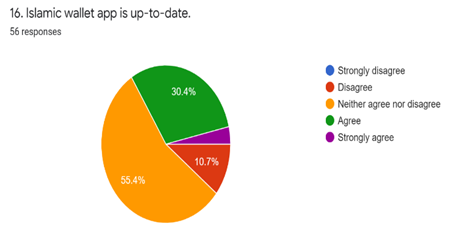 16. Islamic wallet app is up-to-date.
56 responses
Strongly disagree
Disagree
Neither agree nor disagree
Agree
Strongly agree
30.4%
10.7%
55.4%